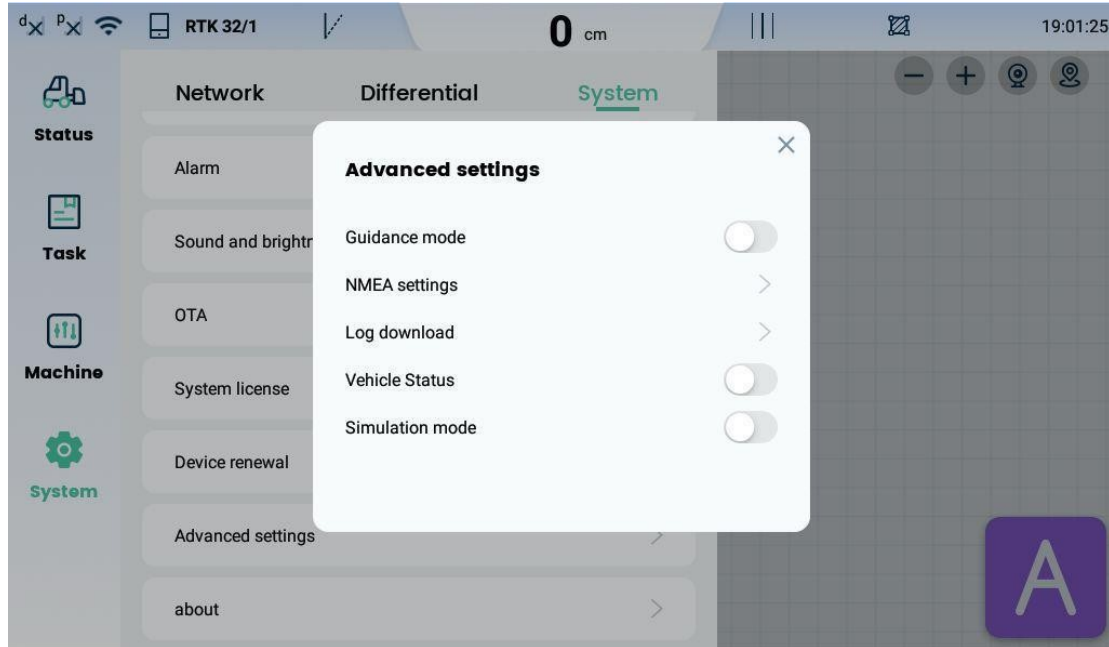 d P RTK 32/1 0 cm 19:01:25
Status
Task
Machine
System
Network Differential System
Alarm
Sound and brightn
OTA
System license
Device renewal
Advanced settings
about
Advanced settings
Guidance mode
NMEA settings
Log download
Vehicle Status
Simulation mode
A